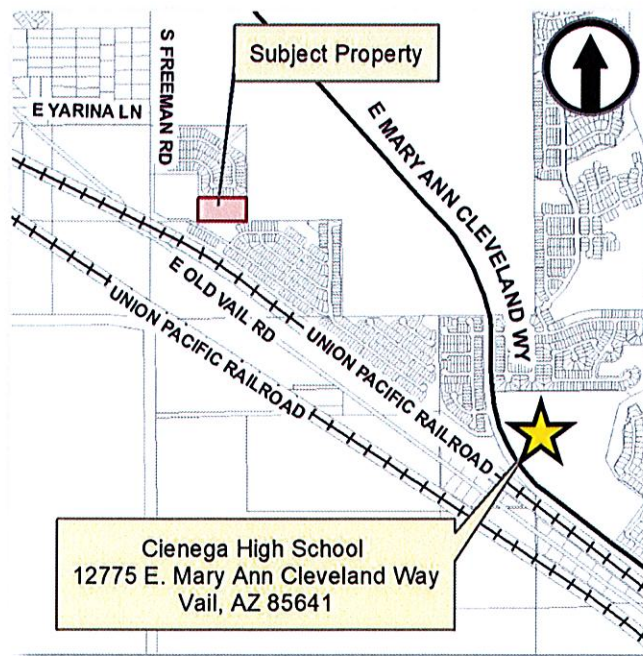 Subject Property
S FREEMAN RD
E YARINA LN
E MARY ANN CLEVELAND WY
E OLD VAIL RD
UNION PACIFIC RAILROAD
UNION PACIFIC RAILROAD
Cienega High School
12775 E. Mary Ann Cleveland Way
Vail, AZ 85641